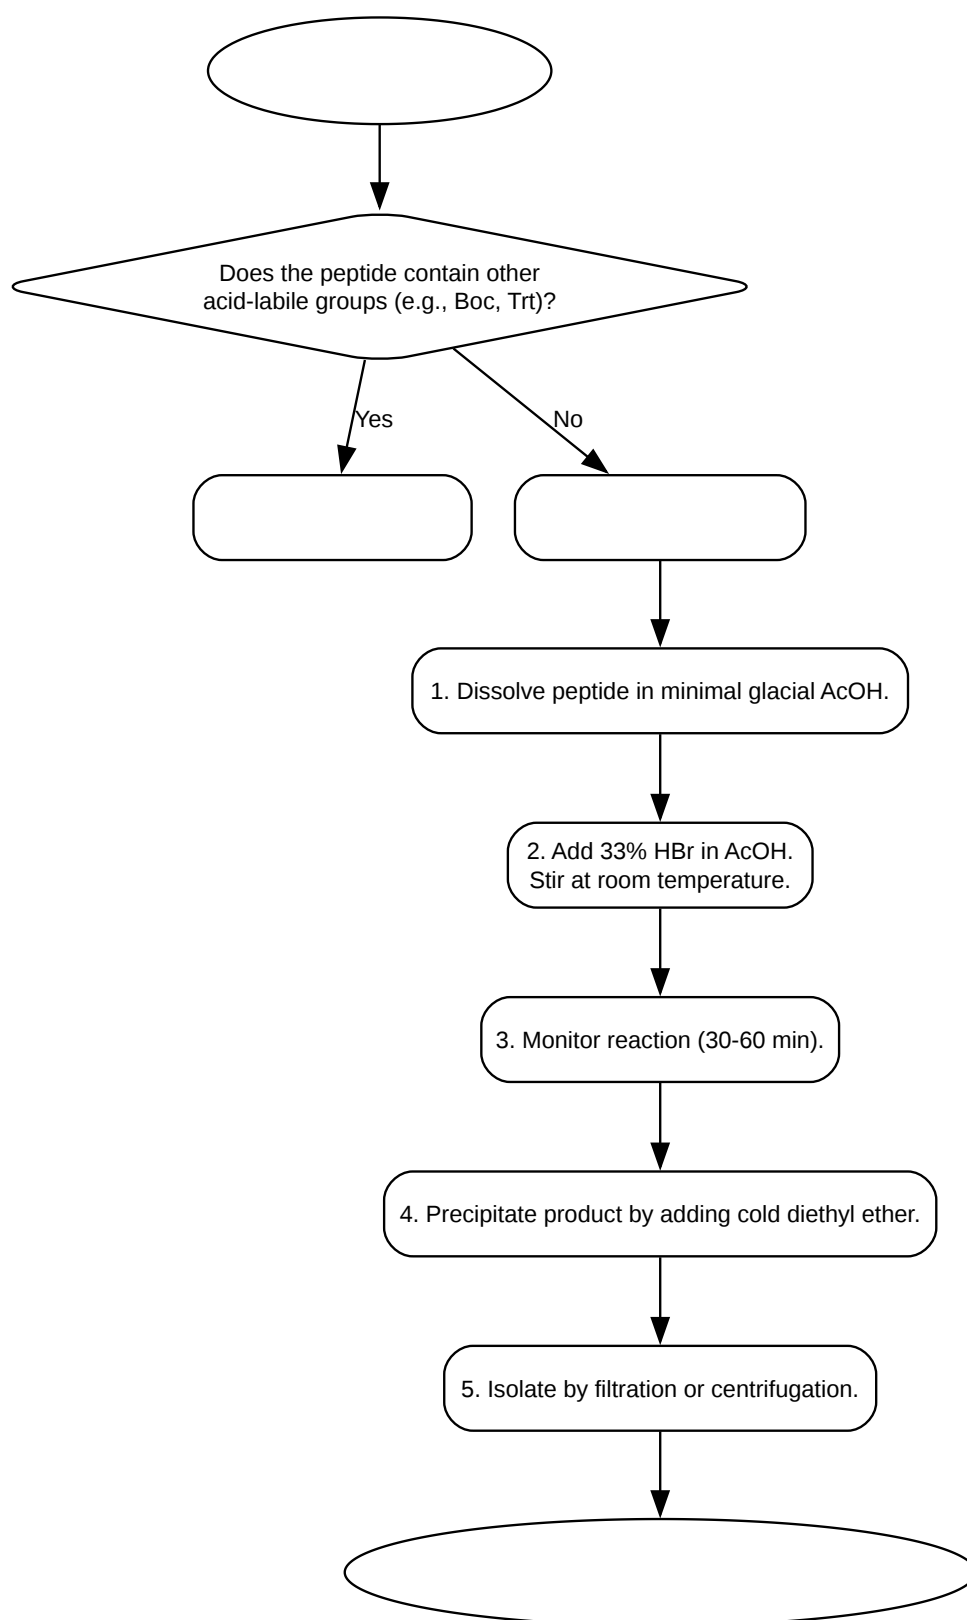 Does the peptide contain other
acid-labile groups (e.g., Boc, Trt)?
Yes
No
1. Dissolve peptide in minimal glacial AcOH.
2. Add 33% HBr in AcOH.
Stir at room temperature.
3. Monitor reaction (30-60 min).
4. Precipitate product by adding cold diethyl ether.
5. Isolate by filtration or centrifugation.